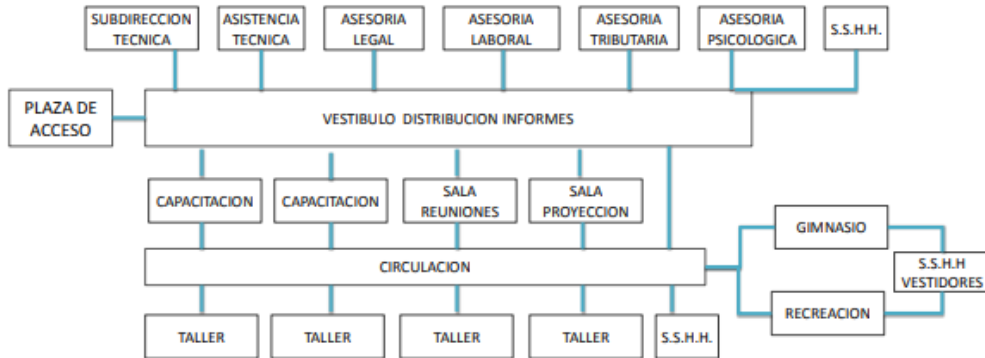 SUBDIRECCION
TECNICA
ASISTENCIA
TECNICA
ASESORIA
LEGAL
ASESORIA
LABORAL
ASESORIA
TRIBUTARIA
ASESORIA
PSICOLOGICA
S.S.H.H.
PLAZA DE
ACCESO
VESTIBULO DISTRIBUCION INFORMES
CAPACITACION
CAPACITACION
SALA
REUNIONES
SALA
PROYECCION
GIMNASIO
CIRCULACION
S.S.H.H
VESTIDORES
RECREACION
TALLER
TALLER
TALLER
TALLER
S.S.H.H.